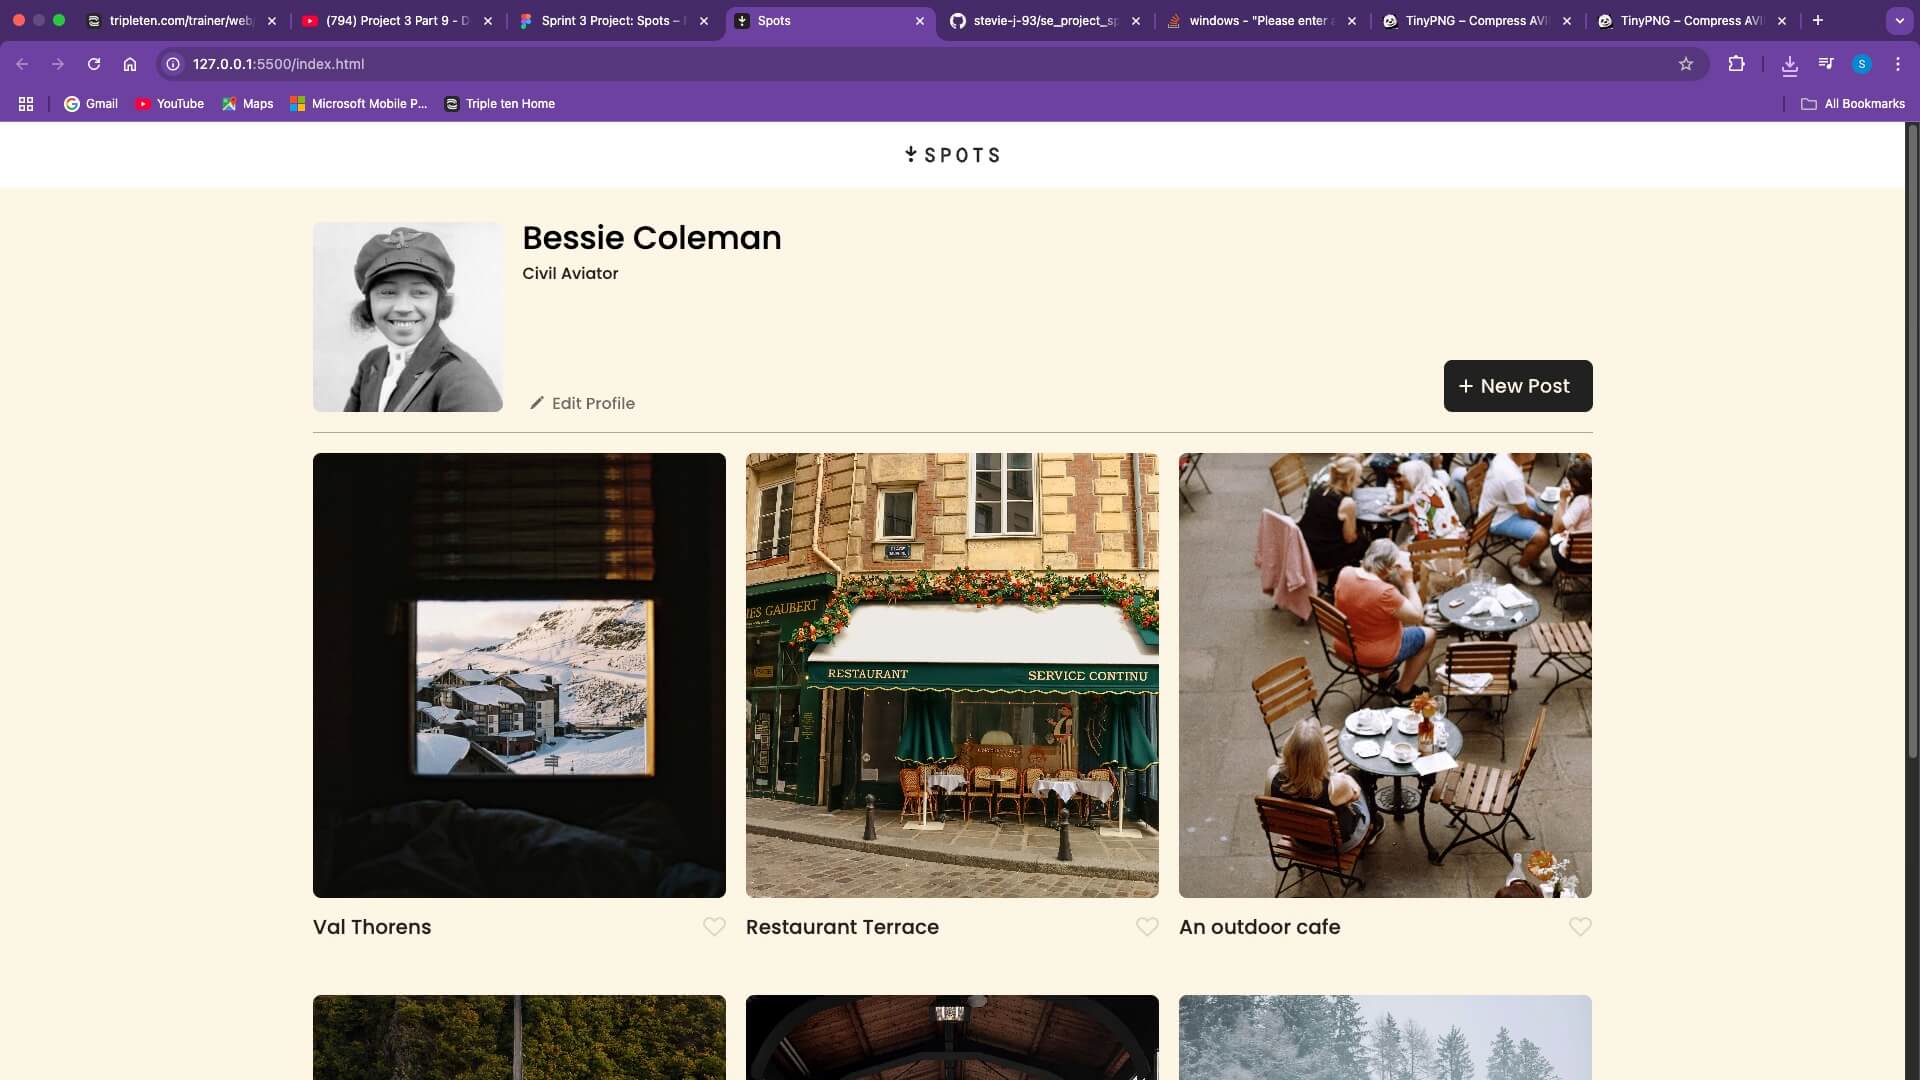 tripleten.com/trainer/web/
(794) Project 3 Part 9 - D
Sprint 3 Project: Spots –
Spots
stevie-j-93/se_project_sp
windows - "Please enter a
TinyPNG – Compress AVI
TinyPNG – Compress AVI
127.0.0.1:5500/index.html
S
Gmail
YouTube
Maps
Microsoft Mobile P...
Triple ten Home
All Bookmarks
SPOTS
Bessie Coleman
Civil Aviator
Edit Profile
+ New Post
ES GAUBERT
RESTAURANT
SERVICE CONTINU
Val Thorens
Restaurant Terrace
An outdoor cafe